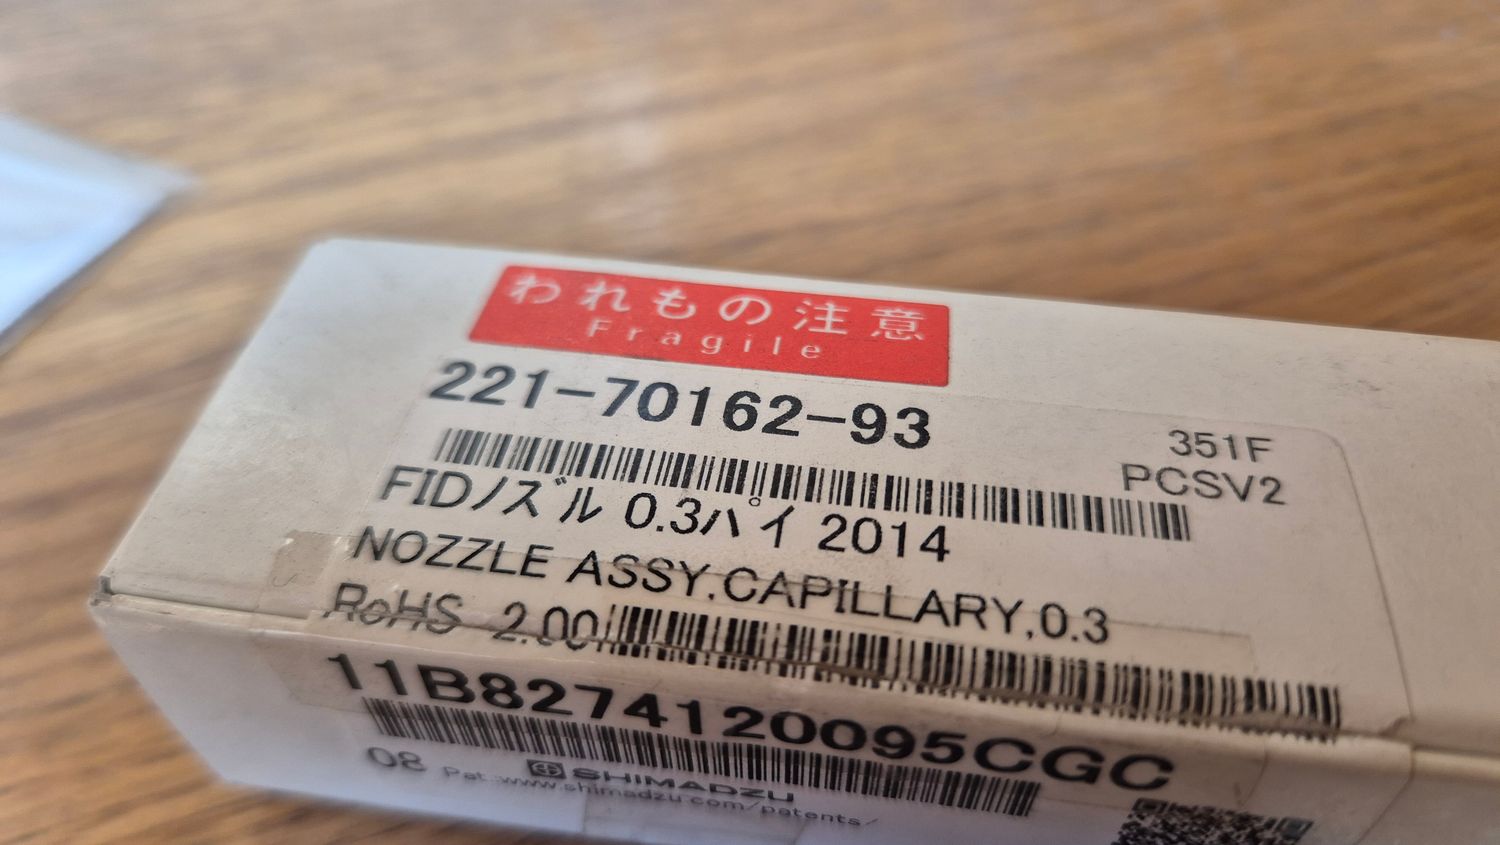 われもの注意
Fragile
221-70162-93
351F
PCSV2
FIDノズル 0.3パイ 2014
NOZZLE ASSY,CAPILLARY,0.3
RoHS 2.00
11B8274120095CGC
08
SHIMADZU
Pat.:www.shimadzu.com/patents/